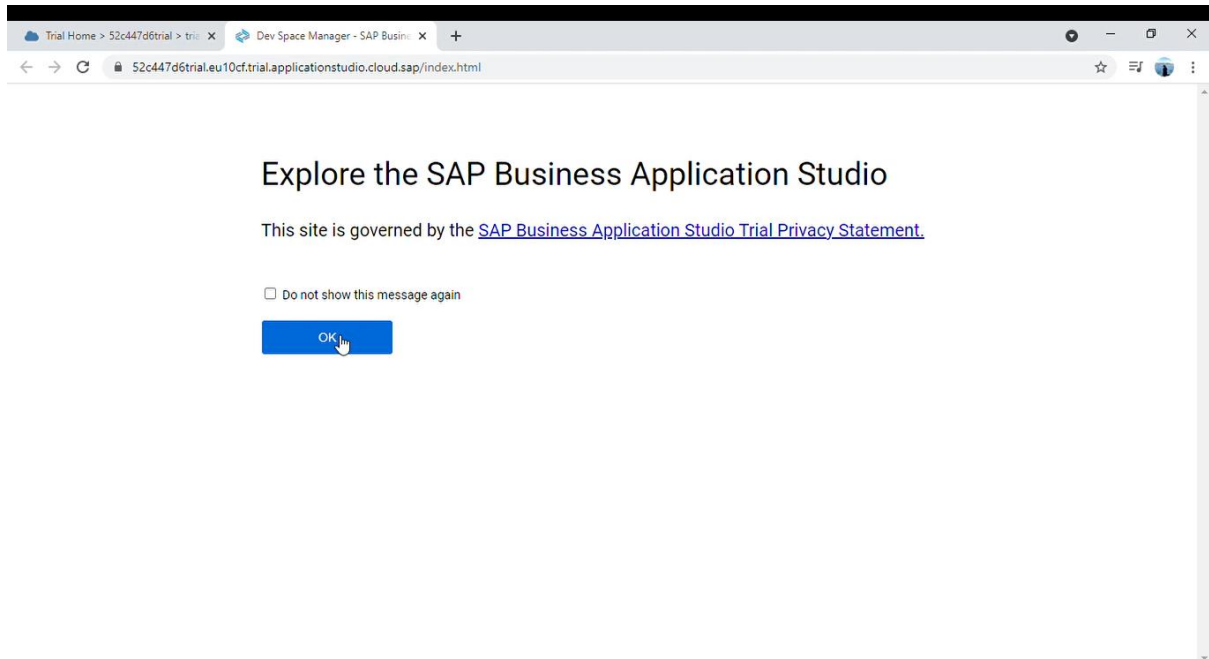 Trial Home > 52c447d6trial > tria
Dev Space Manager - SAP Busine
52c447d6trial.eu10cf.trial.applicationstudio.cloud.sap/index.html
Explore the SAP Business Application Studio
This site is governed by the SAP Business Application Studio Trial Privacy Statement.
Do not show this message again
OK